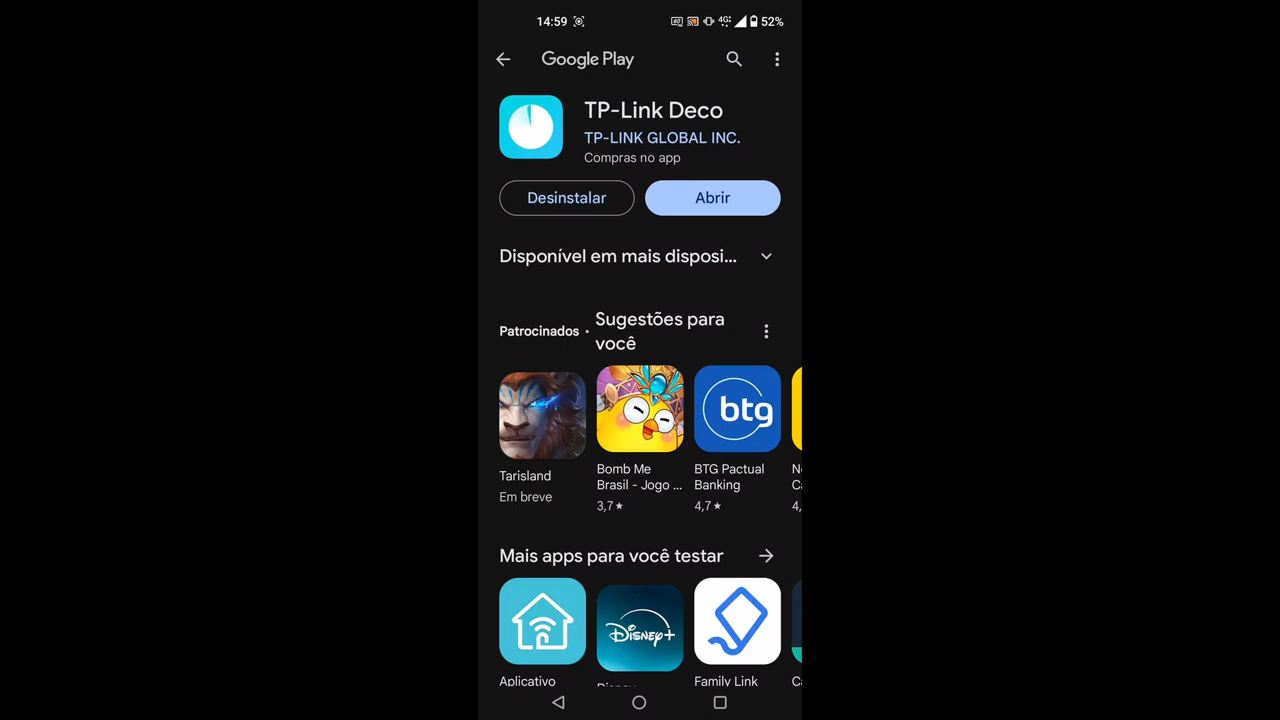 14:59
4G
52%
Google Play
TP-Link Deco
TP-LINK GLOBAL INC.
Compras no app
Desinstalar
Abrir
Disponível em mais disposi...
Patrocinados •
Sugestões para
você
btg
Tarisland
Em breve
Bomb Me
Brasil - Jogo ...
3,7★
BTG Pactual
Banking
4,7★
4,
Mais apps para você testar
Disney+
Aplicativo
Family Link